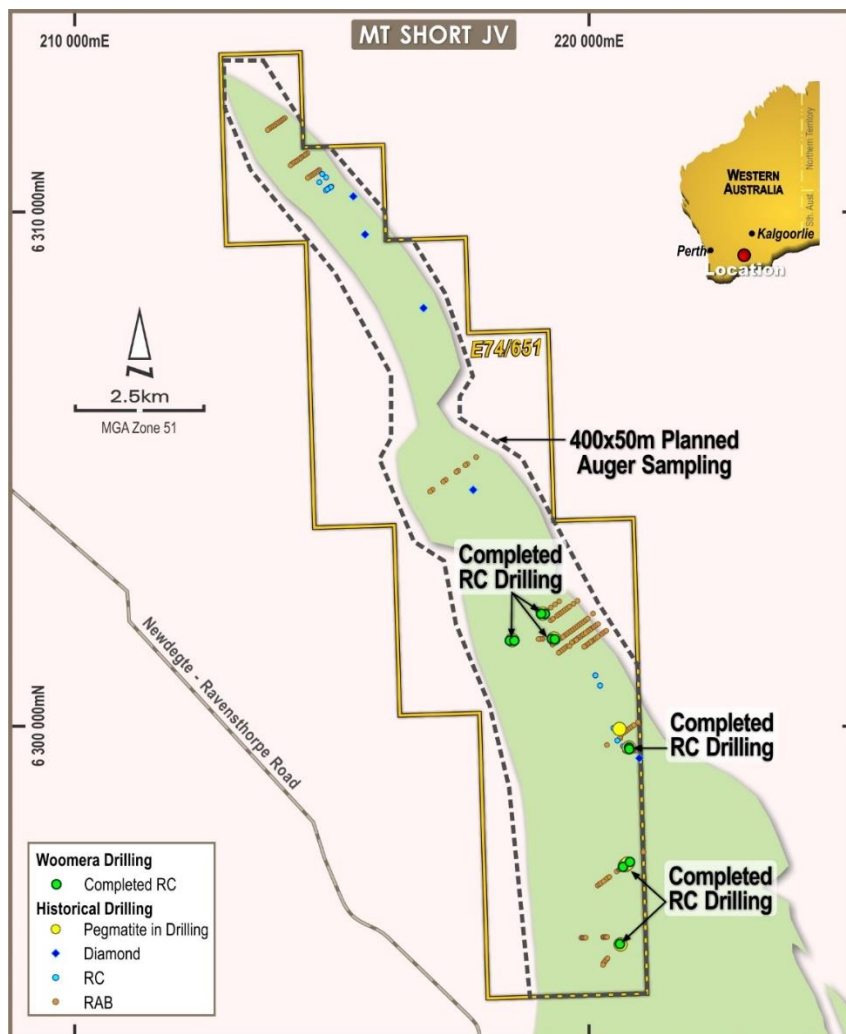 210 000mE
MT SHORT JV
220 000mE
WESTERN
AUSTRALIA
Northern Territory
Sth. Aust.
Kalgoorlie
Perth
Location
6 310 000mN
E74/651
N
2.5km
MGA Zone 51
400x50m Planned
Auger Sampling
Completed
RC Drilling
Newdegte - Ravensthorpe Road
6 300 000mN
Completed
RC Drilling
Completed
RC Drilling
Woomera Drilling
Completed RC
Historical Drilling
Pegmatite in Drilling
Diamond
RC
RAB